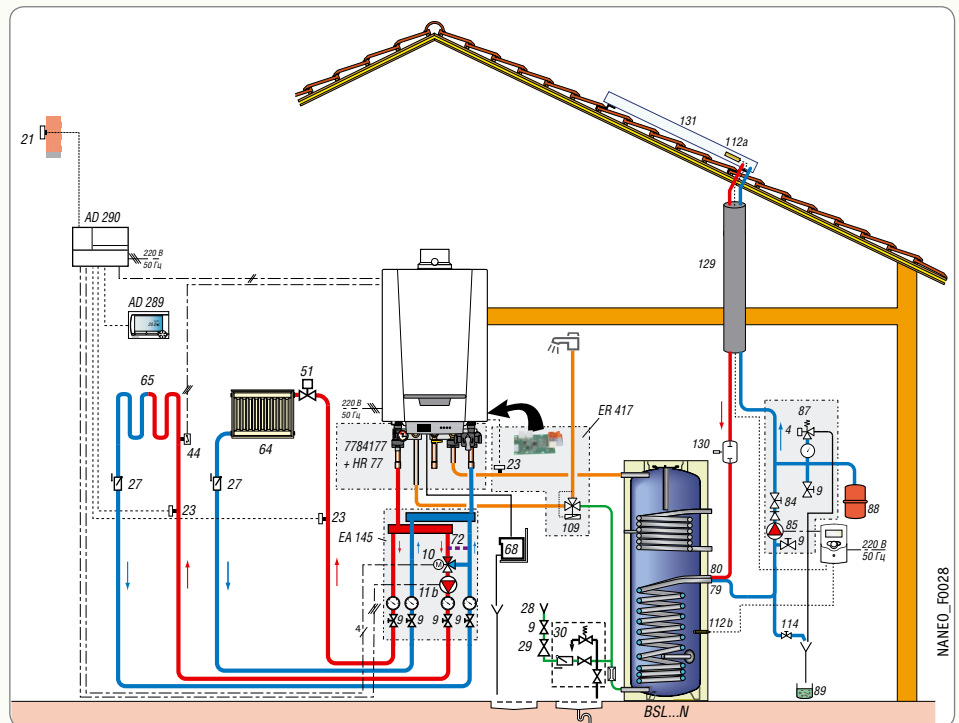 131
112a
21
AD 290
220 В
50 Гц
129
AD 289
65
51
87
4
220 В
50 Гц
ER 417
64
7784177
+ HR 77
130
44
23
27
27
9
84
88
23
23
109
85
9
EA 145
72
68
220 В
50 Гц
10
M
80
79
11b
28
112b
114
9
30
9
9
9
9
4
29
89
BSL...N
NANEO_F0028